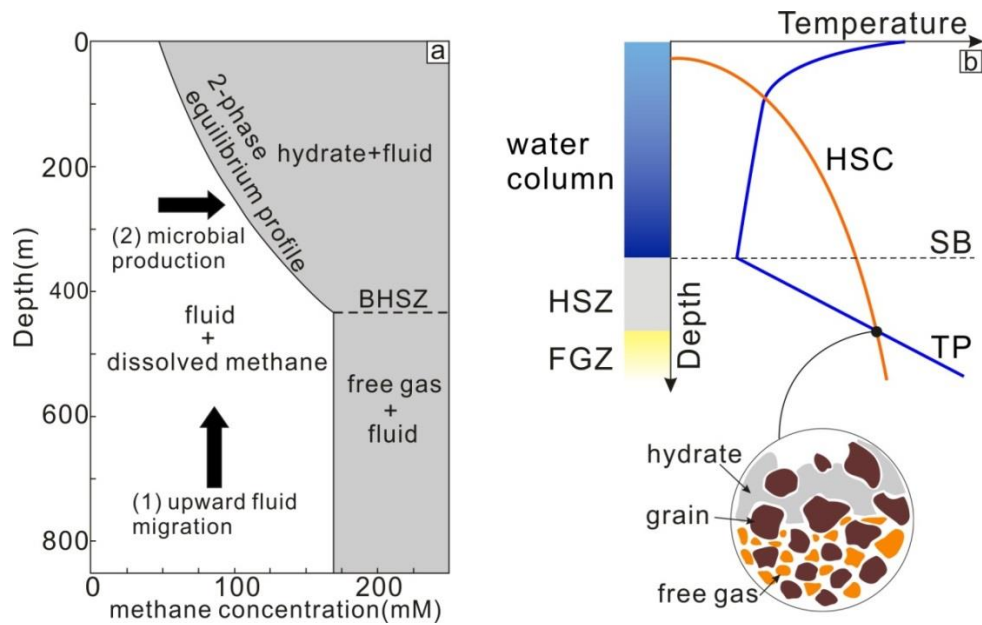 a
0
200
400
600
800
Depth(m)
0
50
100
150
200
methane concentration(mM)
2-phase
equilibrium profile
hydrate+fluid
(2) microbial
production
BHSZ
fluid
+
dissolved methane
free gas
+
fluid
(1) upward fluid
migration
Temperature
b
water
column
HSC
SB
HSZ
FGZ
Depth
TP
hydrate
grain
free gas